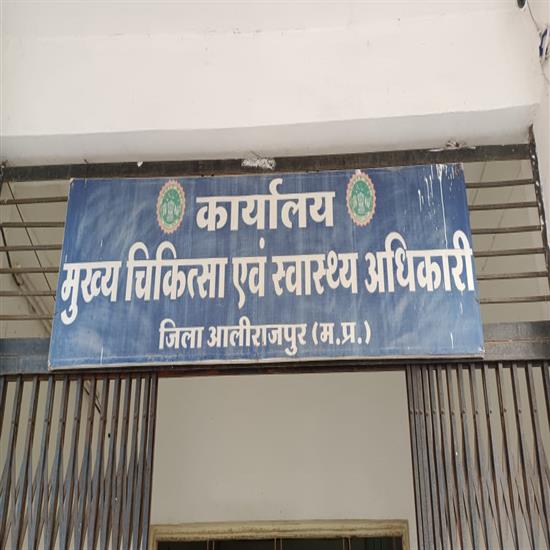 कार्यालय
मुख्य चिकित्सा एवं स्वास्थ्य अधिकारी
जिला आलीराजपुर (म.प्र.)